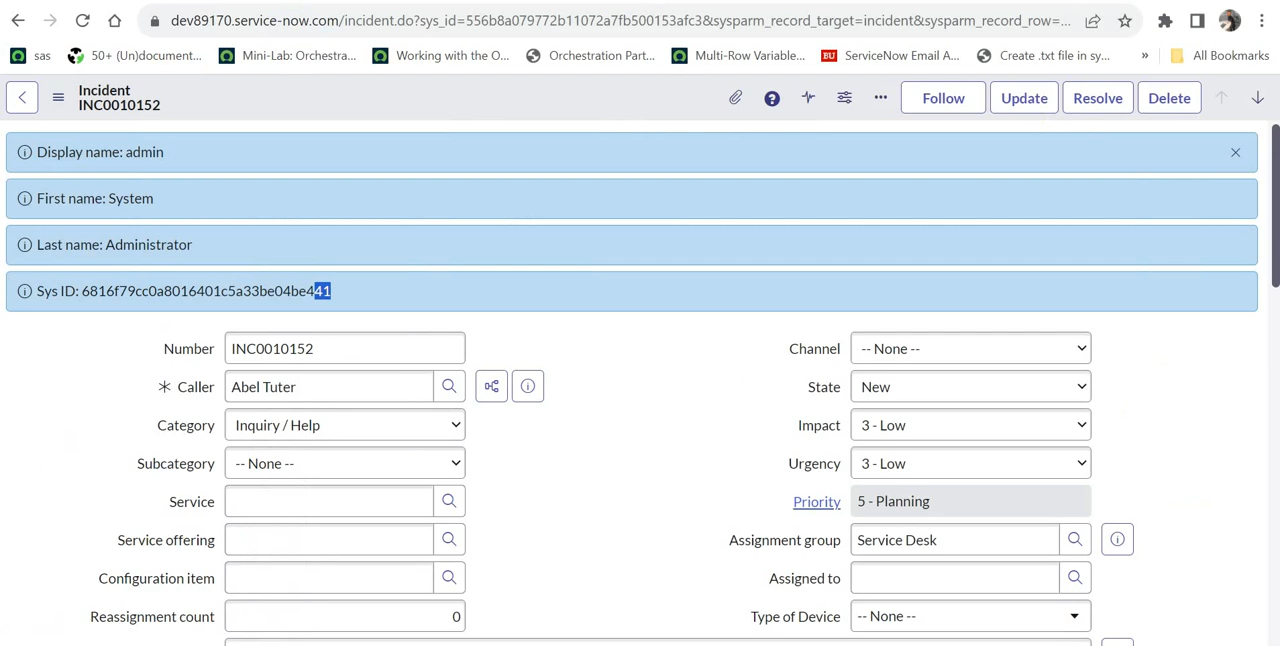 dev89170.service-now.com/incident.do?sys_id=556b8a079772b11072a7fb500153afc3&sysparm_record_target=incident&sysparm_record_row=...
sas
50+ (Un)document...
Mini-Lab: Orchestra...
Working with the O...
Orchestration Part...
Multi-Row Variable...
BU
ServiceNow Email A...
Create .txt file in sy...
»
All Bookmarks
Incident
INC0010152
Follow
Update
Resolve
Delete
Display name: admin
First name: System
Last name: Administrator
Sys ID: 6816f79cc0a8016401c5a33be04be441
Number INC0010152
Channel -- None --
Caller Abel Tuter
State New
Category Inquiry / Help
Impact 3 - Low
Subcategory -- None --
Urgency 3 - Low
Service
Priority 5 - Planning
Service offering
Assignment group Service Desk
Configuration item
Assigned to
Reassignment count 0
Type of Device -- None --